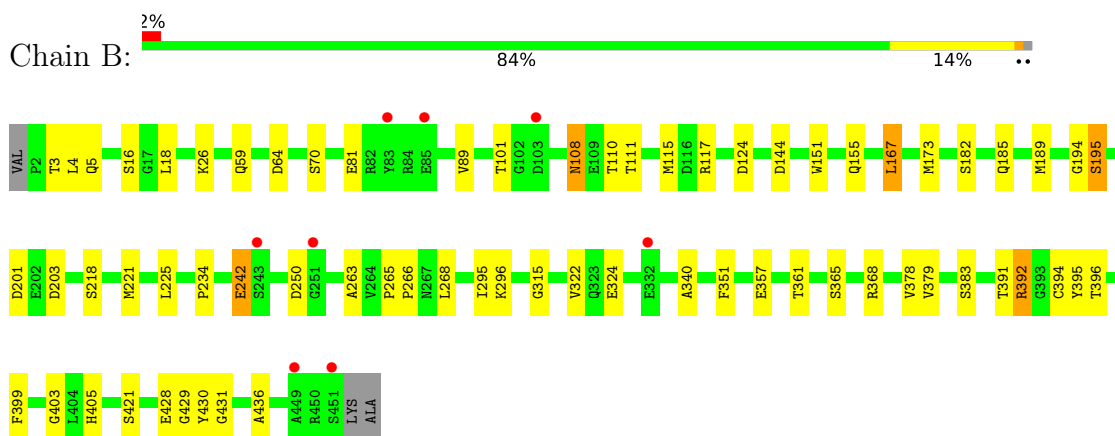 2%
Chain B:
84% 14% ••
VAL P2 T3 L4 Q5 S16 G17 L18 K26 Q59 D64 S70 E81 R82 Y83 R84 E85 V89 T101 G102 D103 N108 E109 T110 T111 M115 D116 R117 D124 D144 W151 Q155 L167 M173 S182 Q185 M189 G194 S195
D201 E202 D203 S218 M221 L225 P234 E242 S243 D250 G251 A263 V264 P265 P266 N267 L268 I295 K296 G315 V322 Q323 E324 E332 A340 F351 E357 T361 S365 R368 V378 V379 S383 T391 R392 G393 C394 Y395 T396
F399 G403 L404 H405 S421 E428 G429 Y430 G431 A436 A449 R450 S451 LYS ALA